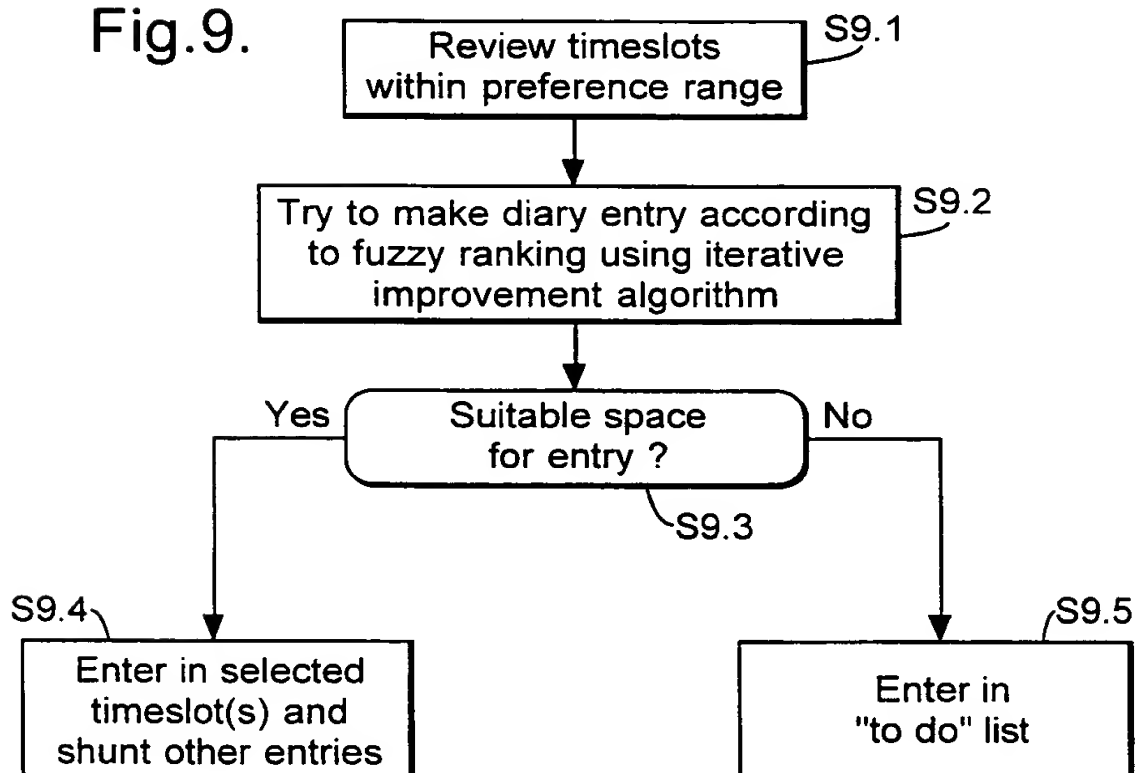 Fig.9.
Review timeslots
within preference range
S9.1
Try to make diary entry according
to fuzzy ranking using iterative
improvement algorithm
S9.2
Yes
Suitable space
for entry ?
No
S9.3
S9.4
Enter in selected
timeslot(s) and
shunt other entries
S9.5
Enter in
"to do" list